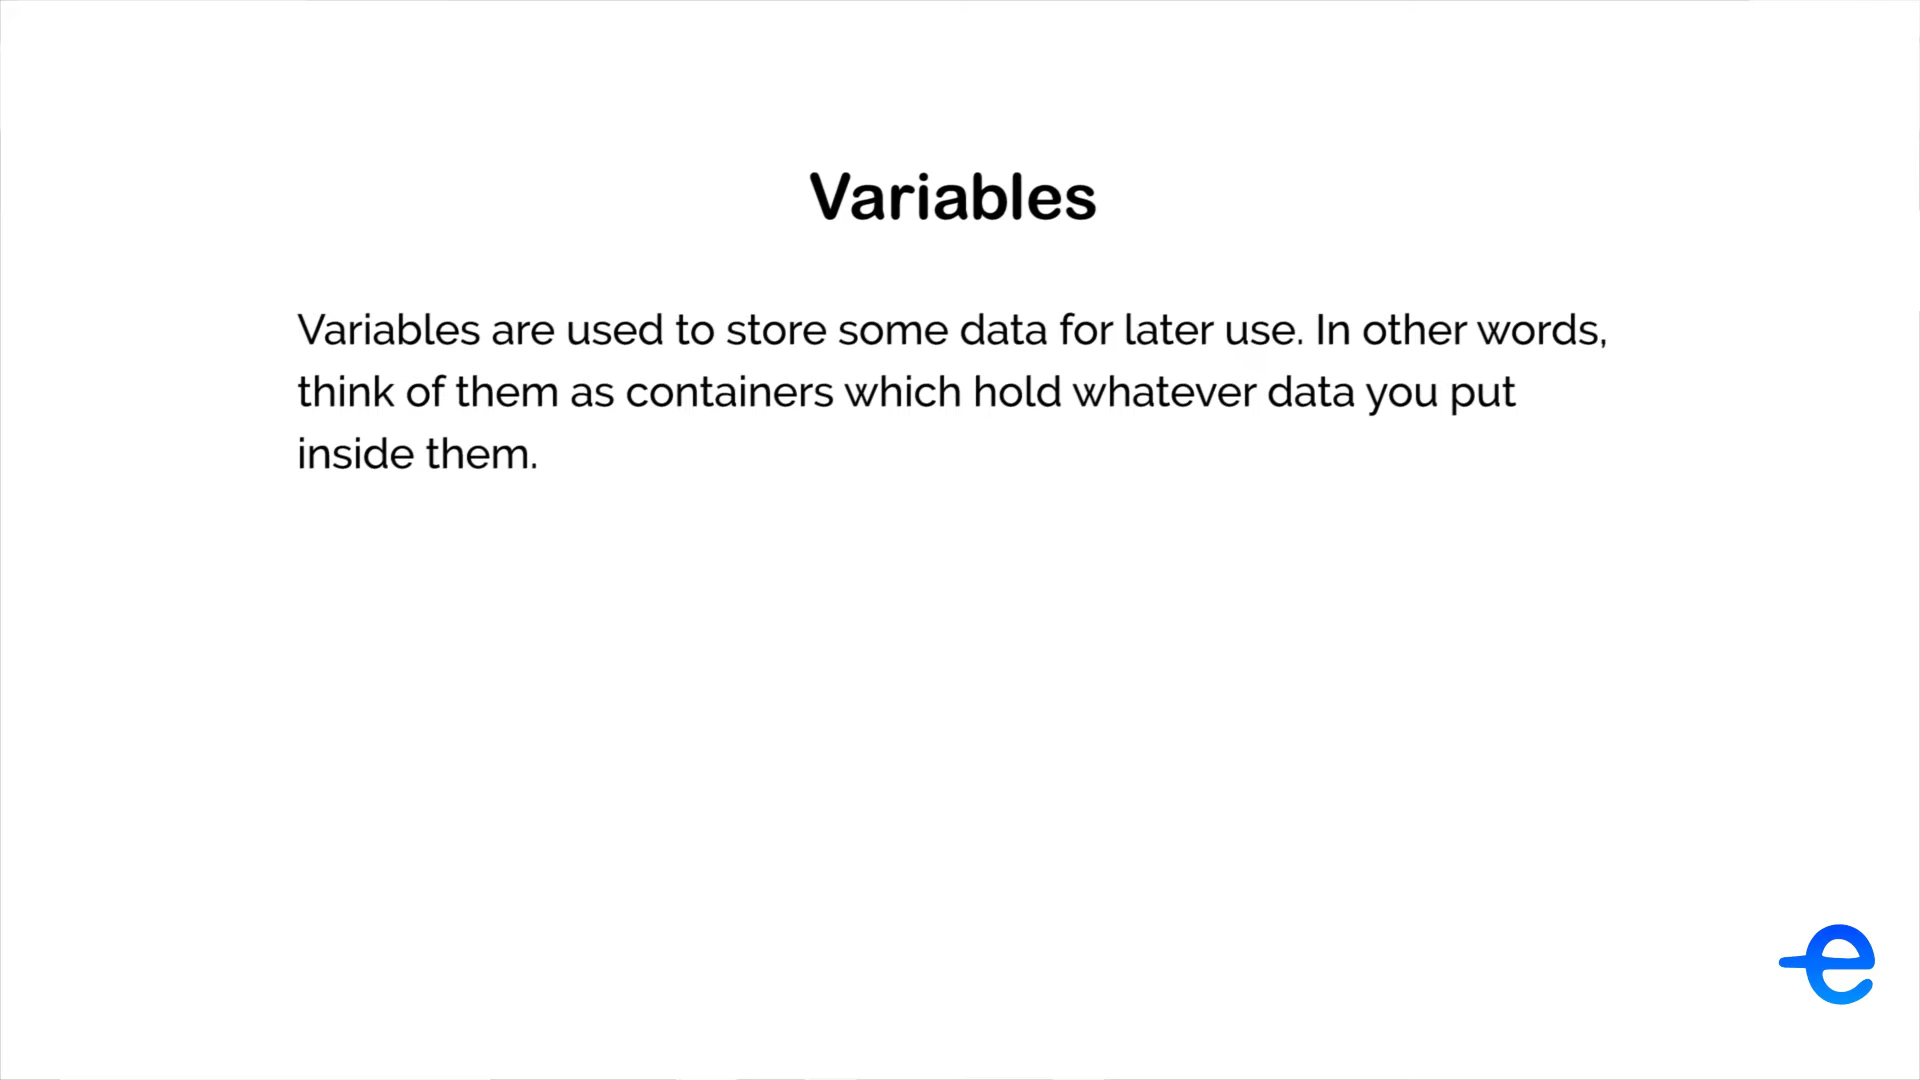 Variables
Variables are used to store some data for later use. In other words,
think of them as containers which hold whatever data you put
inside them.
e